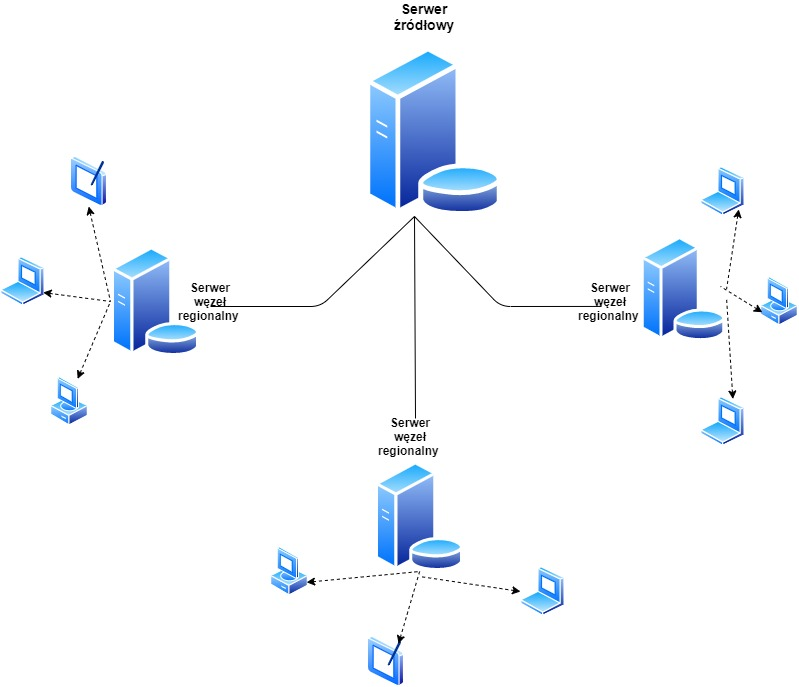 Serwer
źródłowy
Serwer
węzeł
regionalny
Serwer
węzeł
regionalny
Serwer
węzeł
regionalny